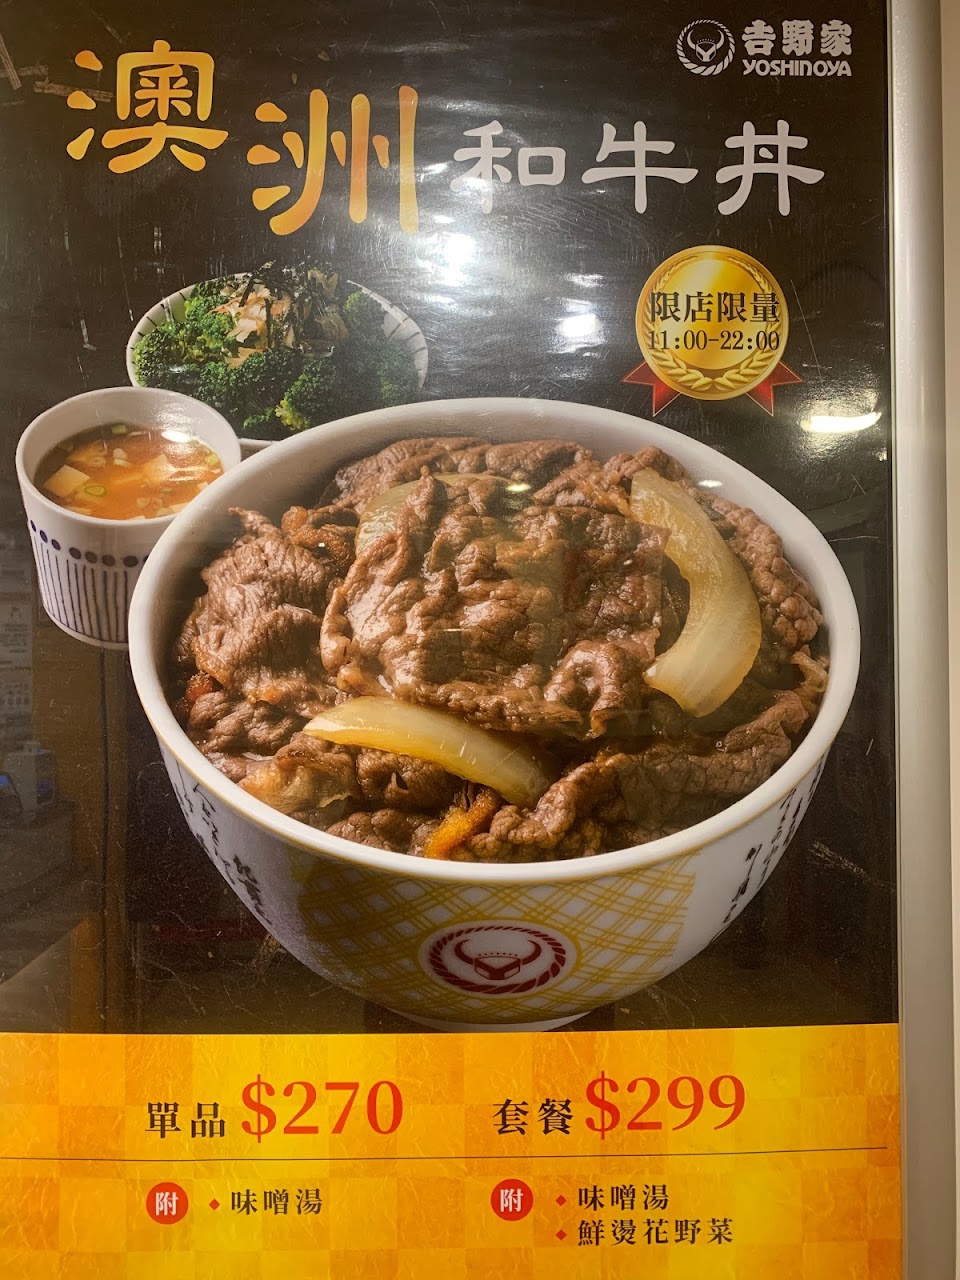 吉野家
YOSHINOYA
澳洲和牛丼
限店限量
11:00-22:00
單品 $270
套餐 $299
附 ◆味噌湯
附 ◆味噌湯
◆鮮燙花野菜